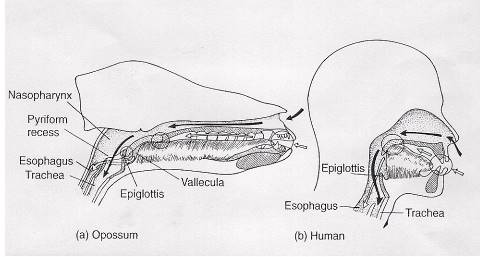 Nasopharynx
Pyriform
recess
Esophagus
Trachea
Epiglottis
Vallecula
(a) Opossum
Epiglottis
Esophagus
Trachea
(b) Human